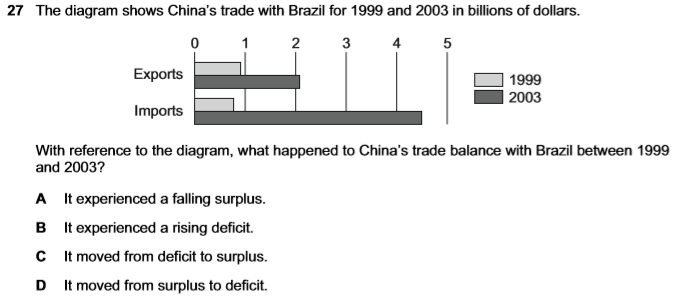 27 The diagram shows China's trade with Brazil for 1999 and 2003 in billions of dollars.
0 1 2 3 4 5
Exports
Imports
1999
2003
With reference to the diagram, what happened to China's trade balance with Brazil between 1999
and 2003?
A It experienced a falling surplus.
B It experienced a rising deficit.
C It moved from deficit to surplus.
D It moved from surplus to deficit.